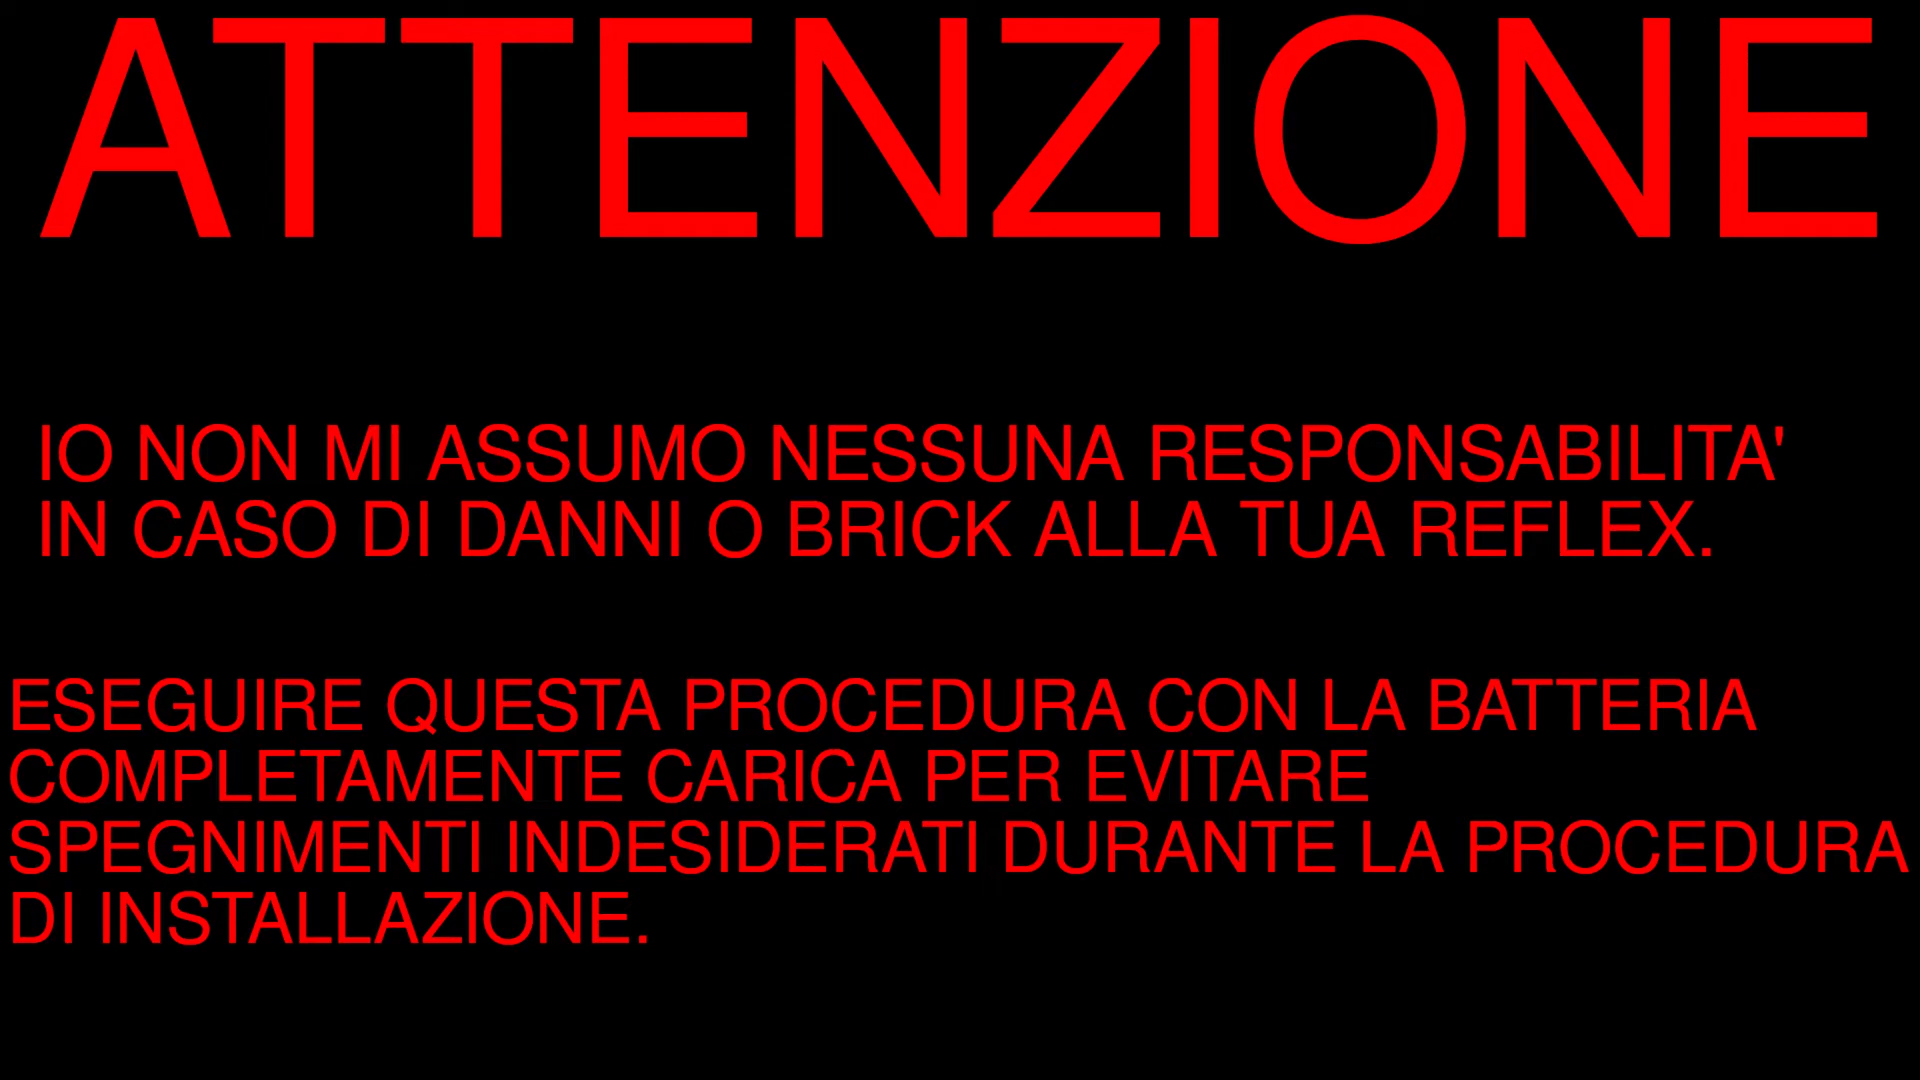 ATTENZIONE
IO NON MI ASSUMO NESSUNA RESPONSABILITA'
IN CASO DI DANNI O BRICK ALLA TUA REFLEX.
ESEGUIRE QUESTA PROCEDURA CON LA BATTERIA
COMPLETAMENTE CARICA PER EVITARE
SPEGNIMENTI INDESIDERATI DURANTE LA PROCEDURA
DI INSTALLAZIONE.